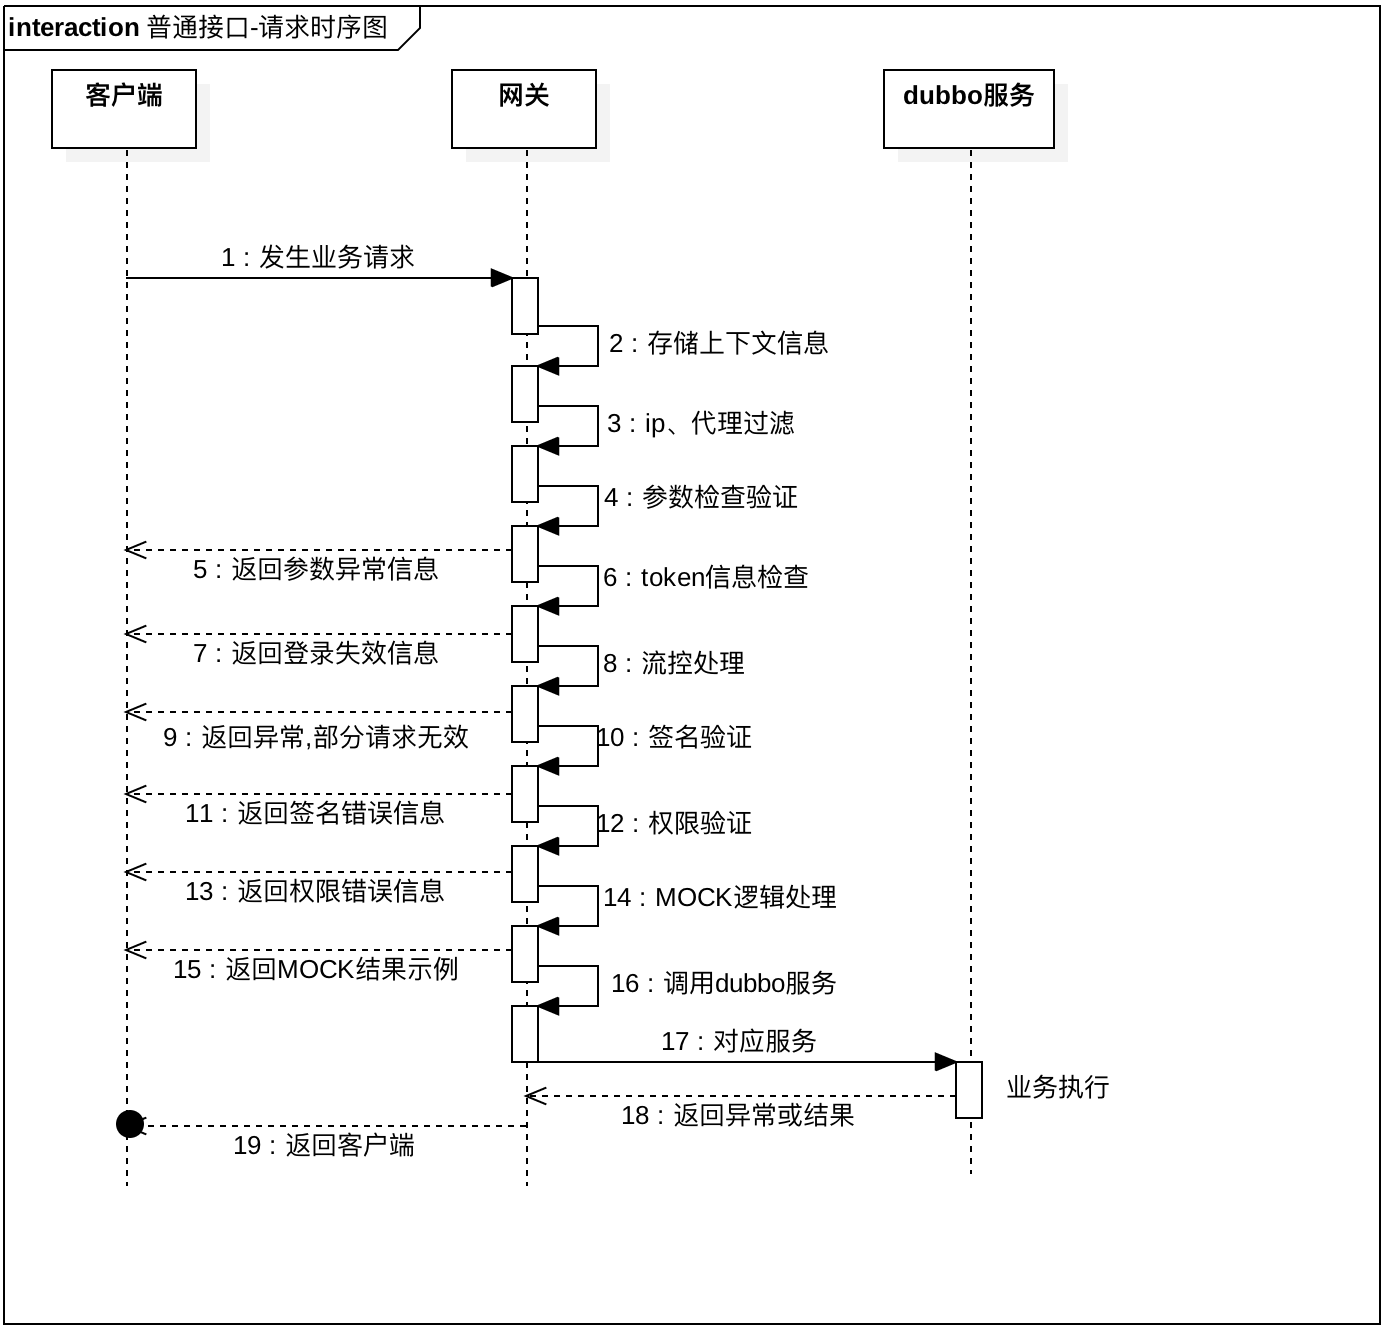 interaction 普通接口-请求时序图
客户端
网关
dubbo服务
1 : 发生业务请求
2 : 存储上下文信息
3 : ip、代理过滤
4 : 参数检查验证
5 : 返回参数异常信息
6 : token信息检查
7 : 返回登录失效信息
8 : 流控处理
9 : 返回异常,部分请求无效
10 : 签名验证
11 : 返回签名错误信息
12 : 权限验证
13 : 返回权限错误信息
14 : MOCK逻辑处理
15 : 返回MOCK结果示例
16 : 调用dubbo服务
17 : 对应服务
业务执行
18 : 返回异常或结果
19 : 返回客户端